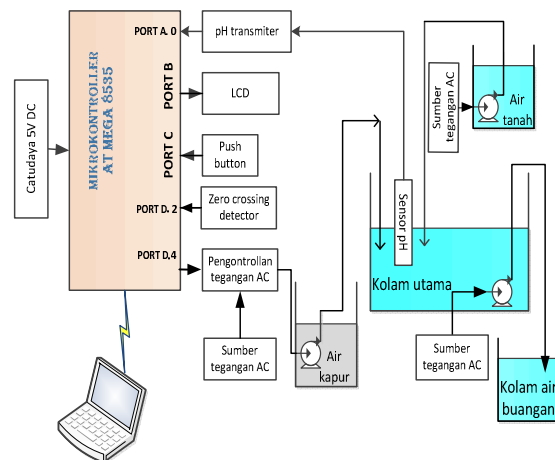 Catudaya 5V DC
MIKROKONTROLLER
AT MEGA 8535
PORT A. 0
PORT B
PORT C
PORT D. 2
PORT D.4
pH transmiter
LCD
Push
button
Zero crossing
detector
Pengontrollan
tegangan AC
Sumber
tegangan AC
Air
kapur
Sensor pH
Kolam utama
Sumber
tegangan AC
Sumber
tegangan AC
Air
tanah
Kolam air
buangan